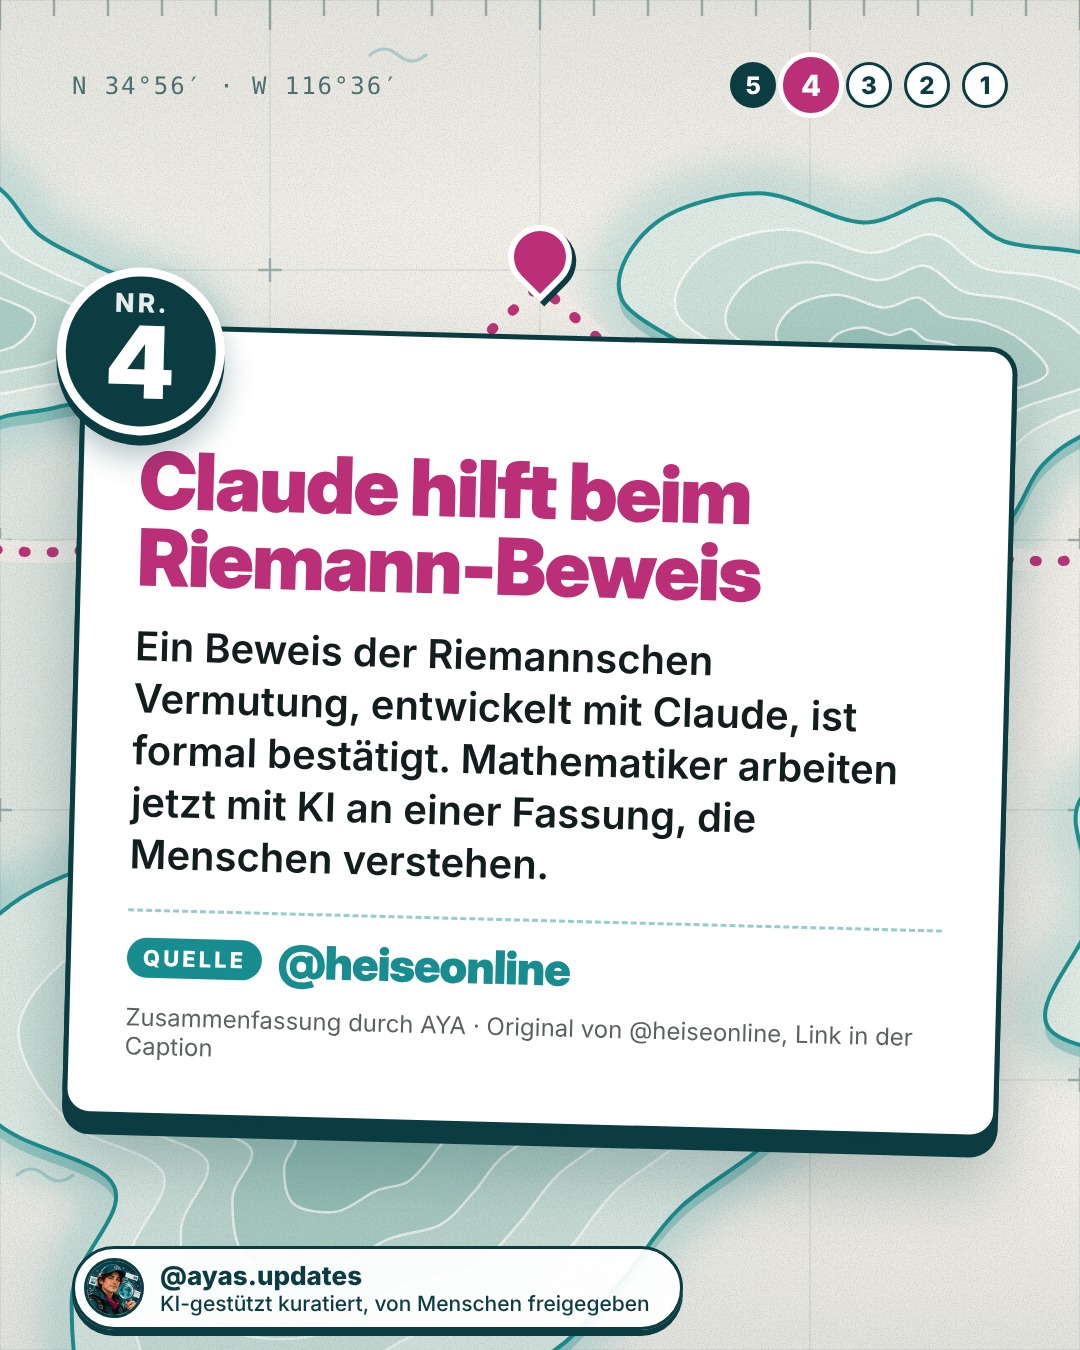 N 34°56′ · W 116°36′
5 4 3 2 1
NR.
4
Claude hilft beim
Riemann-Beweis
Ein Beweis der Riemannschen
Vermutung, entwickelt mit Claude, ist
formal bestätigt. Mathematiker arbeiten
jetzt mit KI an einer Fassung, die
Menschen verstehen.
QUELLE @heiseonline
Zusammenfassung durch AYA · Original von @heiseonline, Link in der
Caption
@ayas.updates
KI-gestützt kuratiert, von Menschen freigegeben